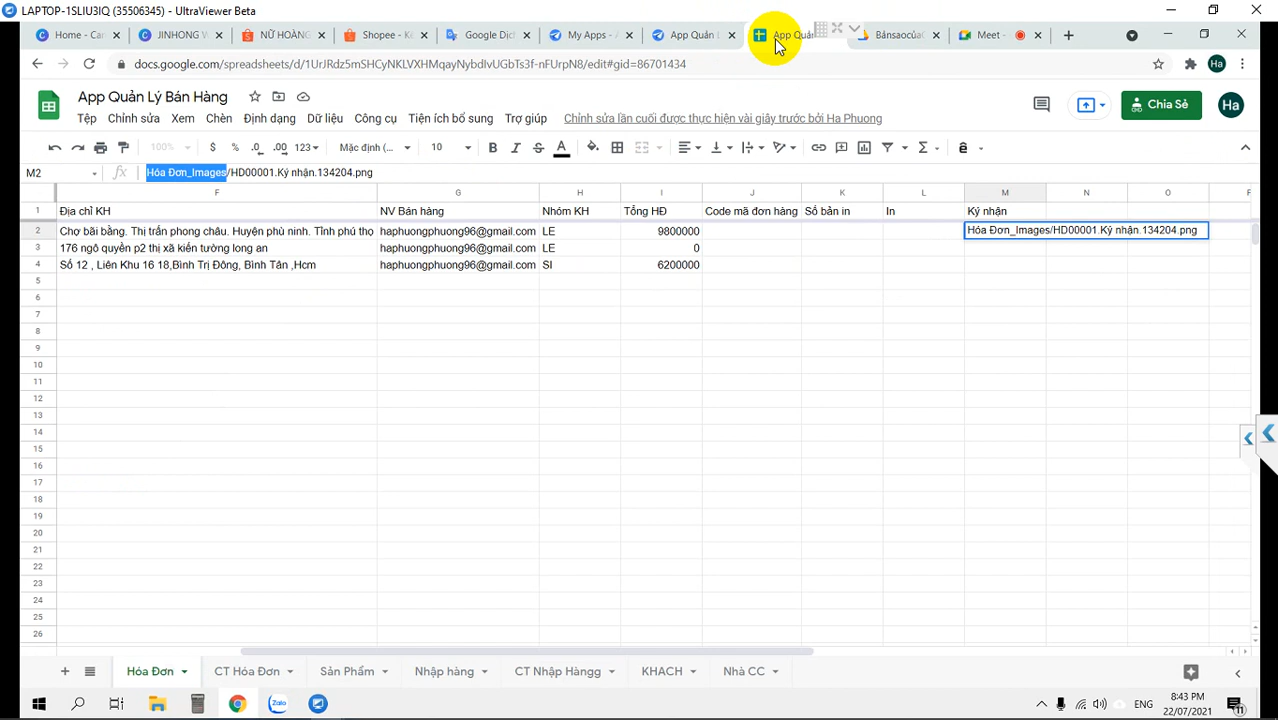 LAPTOP-1SLIU3IQ (35506345) - UltraViewer Beta
Home - Ca
JINHONG V
NỮ HOÀNG
Shopee - Kê
Google Dịch
My Apps - A
App Quản L
App Quả
BảnsaocủaC
Meet -
docs.google.com/spreadsheets/d/1UrJRdz5mSHCyNKLVXHMqayNybdIvUGbTs3f-nFUrpN8/edit#gid=86701434
Ha
App Quản Lý Bán Hàng
Chia Sẻ
Ha
Tệp Chỉnh sửa Xem Chèn Định dạng Dữ liệu Công cụ Tiện ích bổ sung Trợ giúp Chỉnh sửa lần cuối được thực hiện vài giây trước bởi Ha Phuong
100% $ % .0 .00 123 Mặc định (... 10 B I S A
M2 fx Hóa Đơn_Images/HD00001.Ký nhận.134204.png
F G H I J K L M N O P
1 Địa chỉ KH NV Bán hàng Nhóm KH Tổng HĐ Code mã đơn hàng Số bản in In Ký nhận
2 Chợ bãi bằng. Thị trấn phong châu. Huyện phù ninh. Tỉnh phú thọ haphuongphuong96@gmail.com LE 9800000 Hóa Đơn_Images/HD00001.Ký nhận.134204.png
3 176 ngô quyền p2 thị xã kiến tường long an haphuongphuong96@gmail.com LE 0
4 Số 12 , Liên Khu 16 18,Bình Trị Đông, Bình Tân ,Hcm haphuongphuong96@gmail.com SI 6200000
5
6
7
8
9
10
11
12
13
14
15
16
17
18
19
20
21
22
23
24
25
26
Hóa Đơn CT Hóa Đơn Sản Phẩm Nhập hàng CT Nhập Hàngg KHACH Nhà CC
Zalo
ENG
8:43 PM
22/07/2021
11